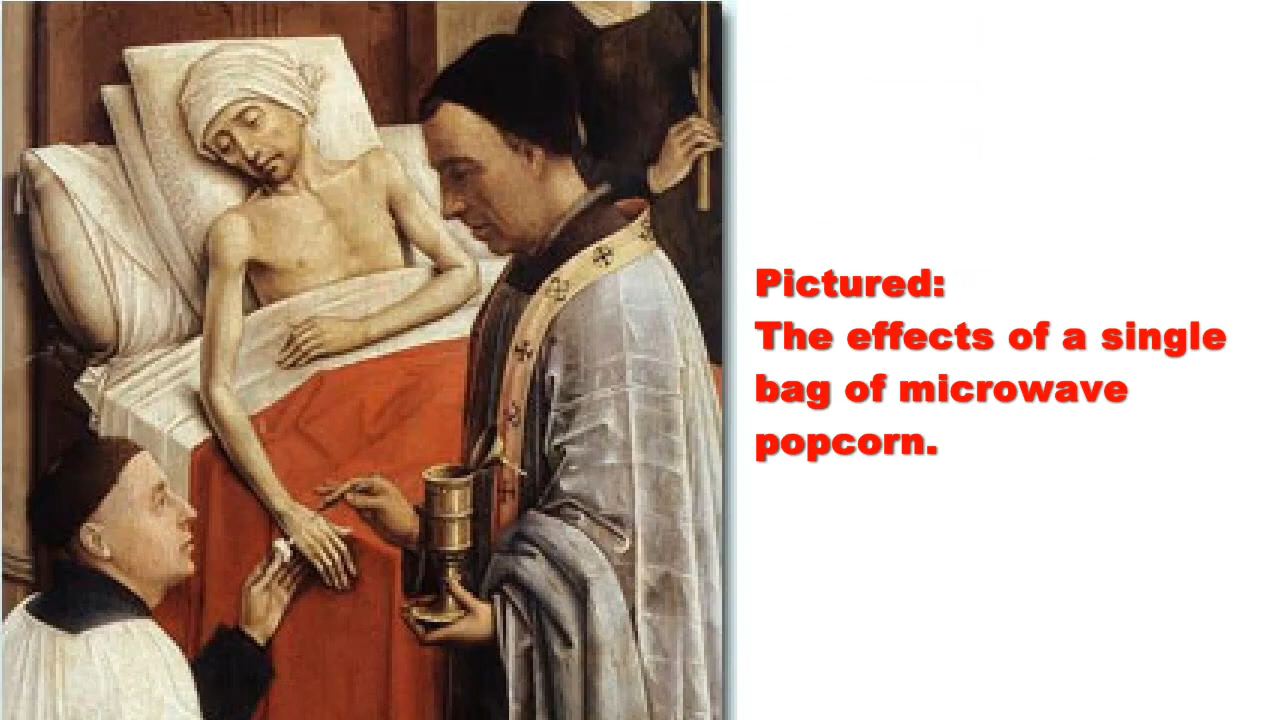 Pictured:
The effects of a single
bag of microwave
popcorn.